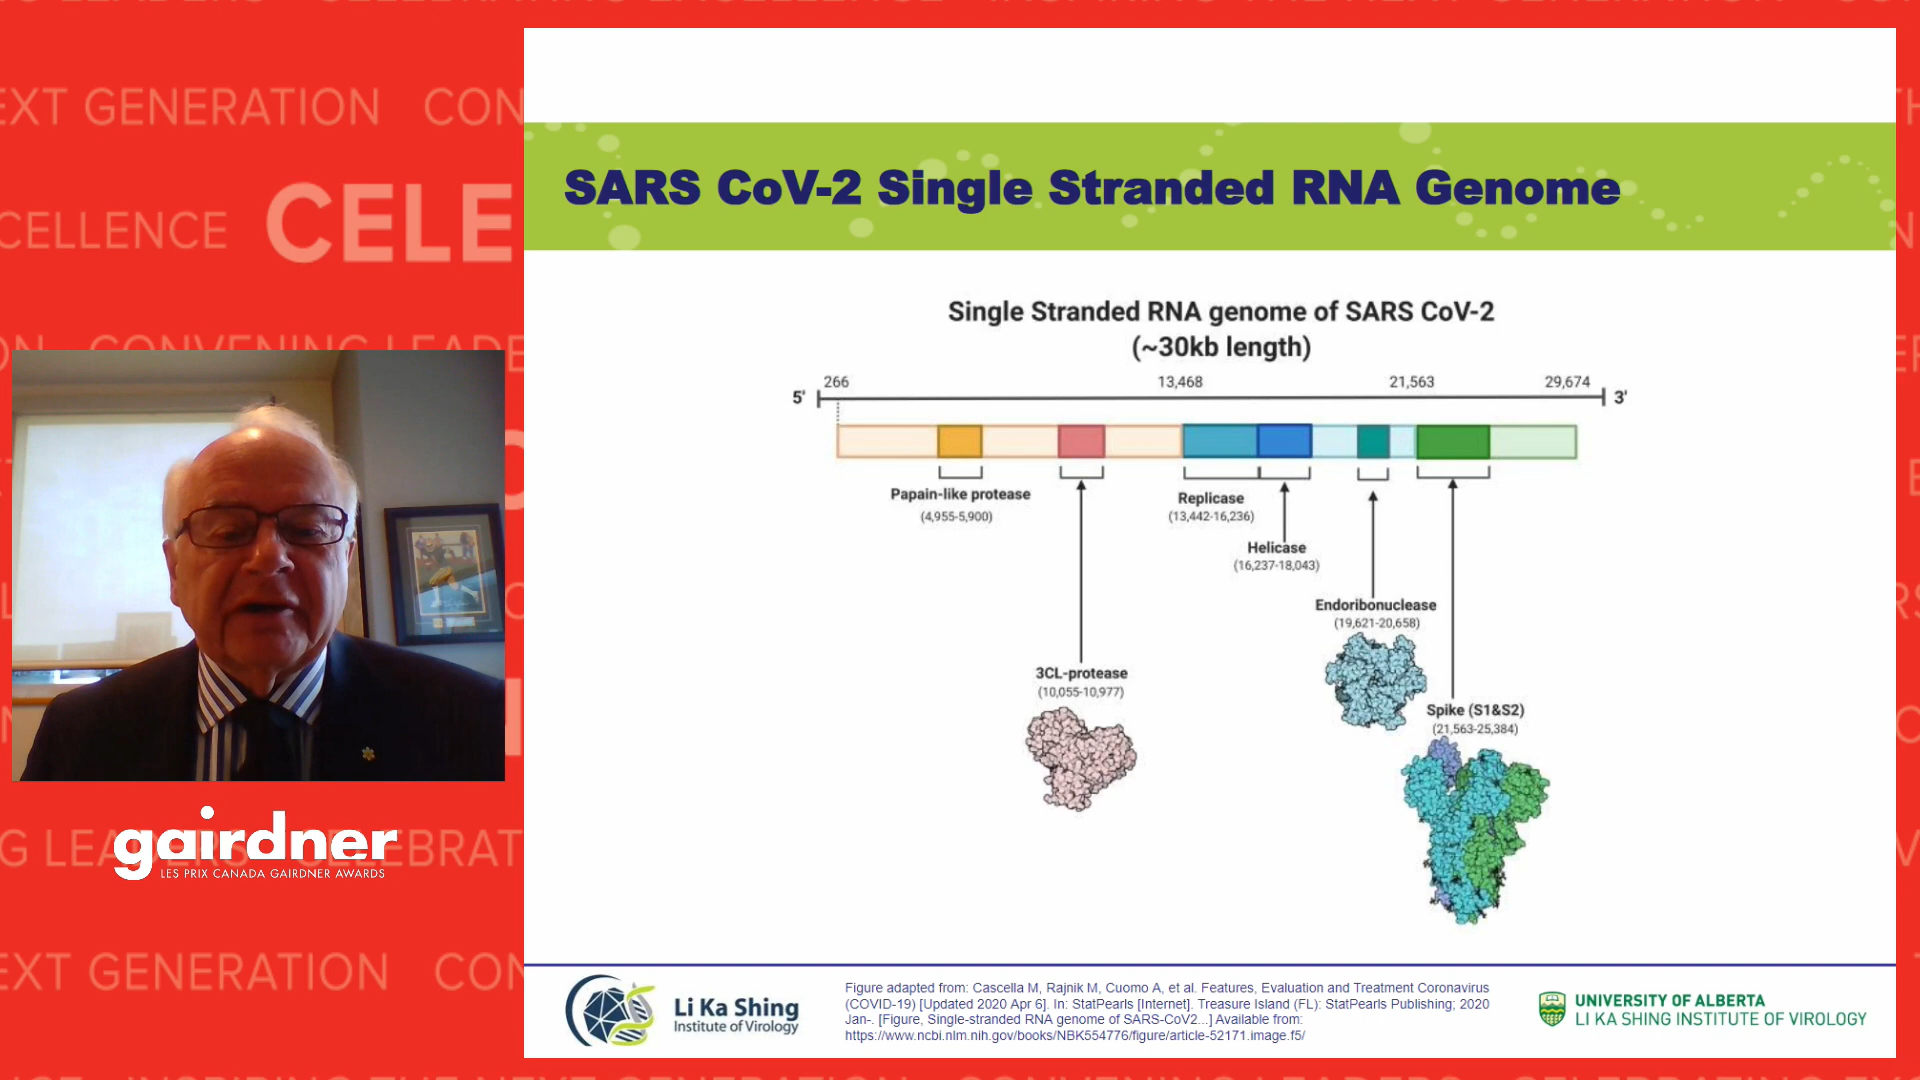 EXT GENERATION CON
CELLENCE CELE
gairdner
LES PRIX CANADA GAIRDNER AWARDS
G LEADERS CELEBRAT
EXT GENERATION CON
SARS CoV-2 Single Stranded RNA Genome
Single Stranded RNA genome of SARS CoV-2
(~30kb length)
266 13,468 21,563 29,674
5' 3'
Papain-like protease
(4,955-5,900)
Replicase
(13,442-16,236)
Helicase
(16,237-18,043)
Endoribonuclease
(19,621-20,658)
3CL-protease
(10,055-10,977)
Spike (S1&S2)
(21,563-25,384)
Li Ka Shing
Institute of Virology
Figure adapted from: Cascella M, Rajnik M, Cuomo A, et al. Features, Evaluation and Treatment Coronavirus
(COVID-19) [Updated 2020 Apr 6]. In: StatPearls [Internet]. Treasure Island (FL): StatPearls Publishing; 2020
Jan-. [Figure, Single-stranded RNA genome of SARS-CoV2...] Available from:
https://www.ncbi.nlm.nih.gov/books/NBK554776/figure/article-52171.image.f5/
UNIVERSITY OF ALBERTA
LI KA SHING INSTITUTE OF VIROLOGY